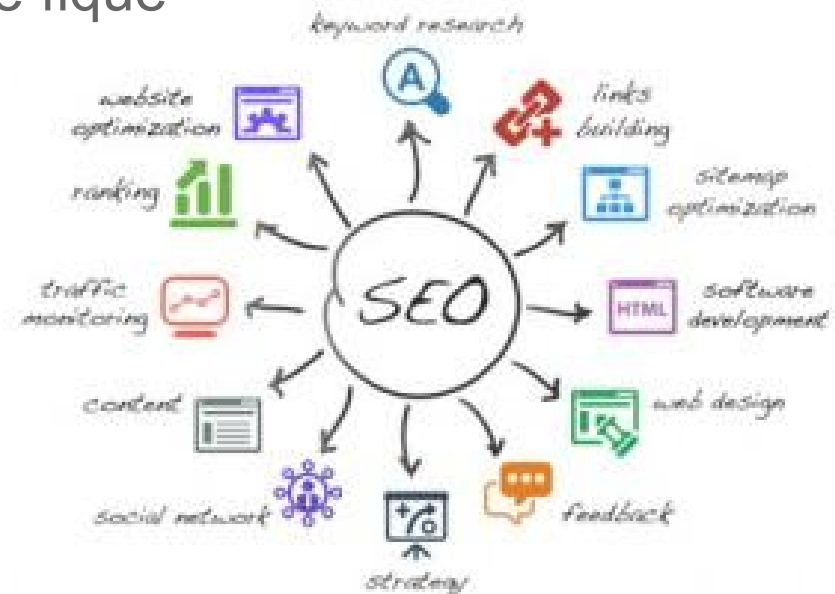 e fique
keyword research
A
website
optimization
links
building
ranking
sitemap
optimization
SEO
traffic
monitoring
HTML
software
development
content
web design
social network
feedback
strategy